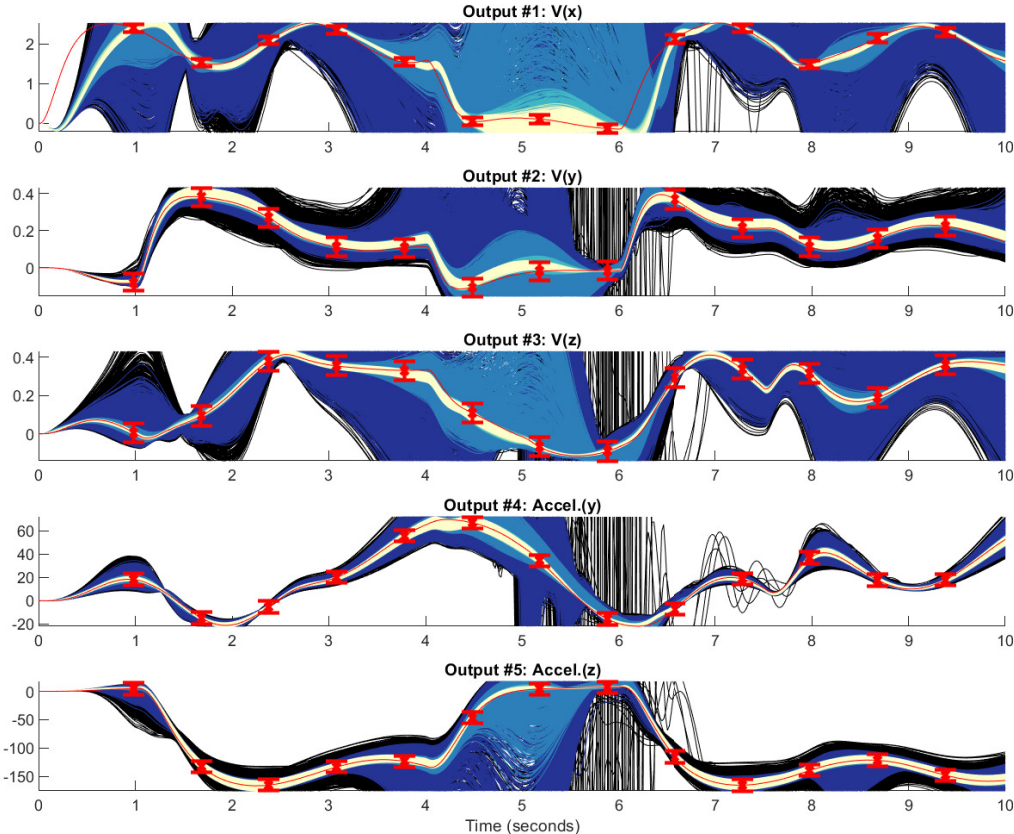 Output #1: V(x)
2
1
0
0 1 2 3 4 5 6 7 8 9 10
Output #2: V(y)
0.4
0.2
0
0 1 2 3 4 5 6 7 8 9 10
Output #3: V(z)
0.4
0.2
0
0 1 2 3 4 5 6 7 8 9 10
Output #4: Accel.(y)
60
40
20
0
-20
0 1 2 3 4 5 6 7 8 9 10
Output #5: Accel.(z)
0
-50
-100
-150
0 1 2 3 4 5 6 7 8 9 10
Time (seconds)